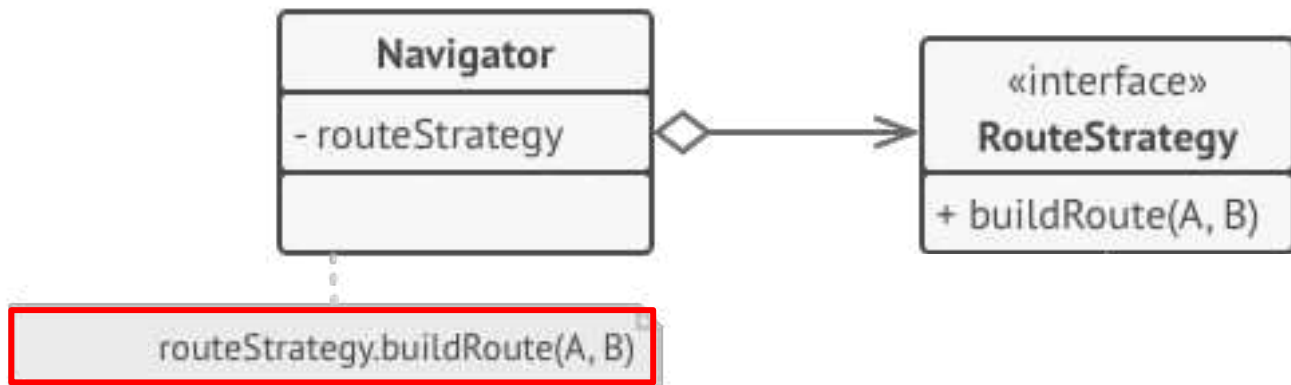 Navigator
- routeStrategy
«interface»
RouteStrategy
+ buildRoute(A, B)
routeStrategy.buildRoute(A, B)